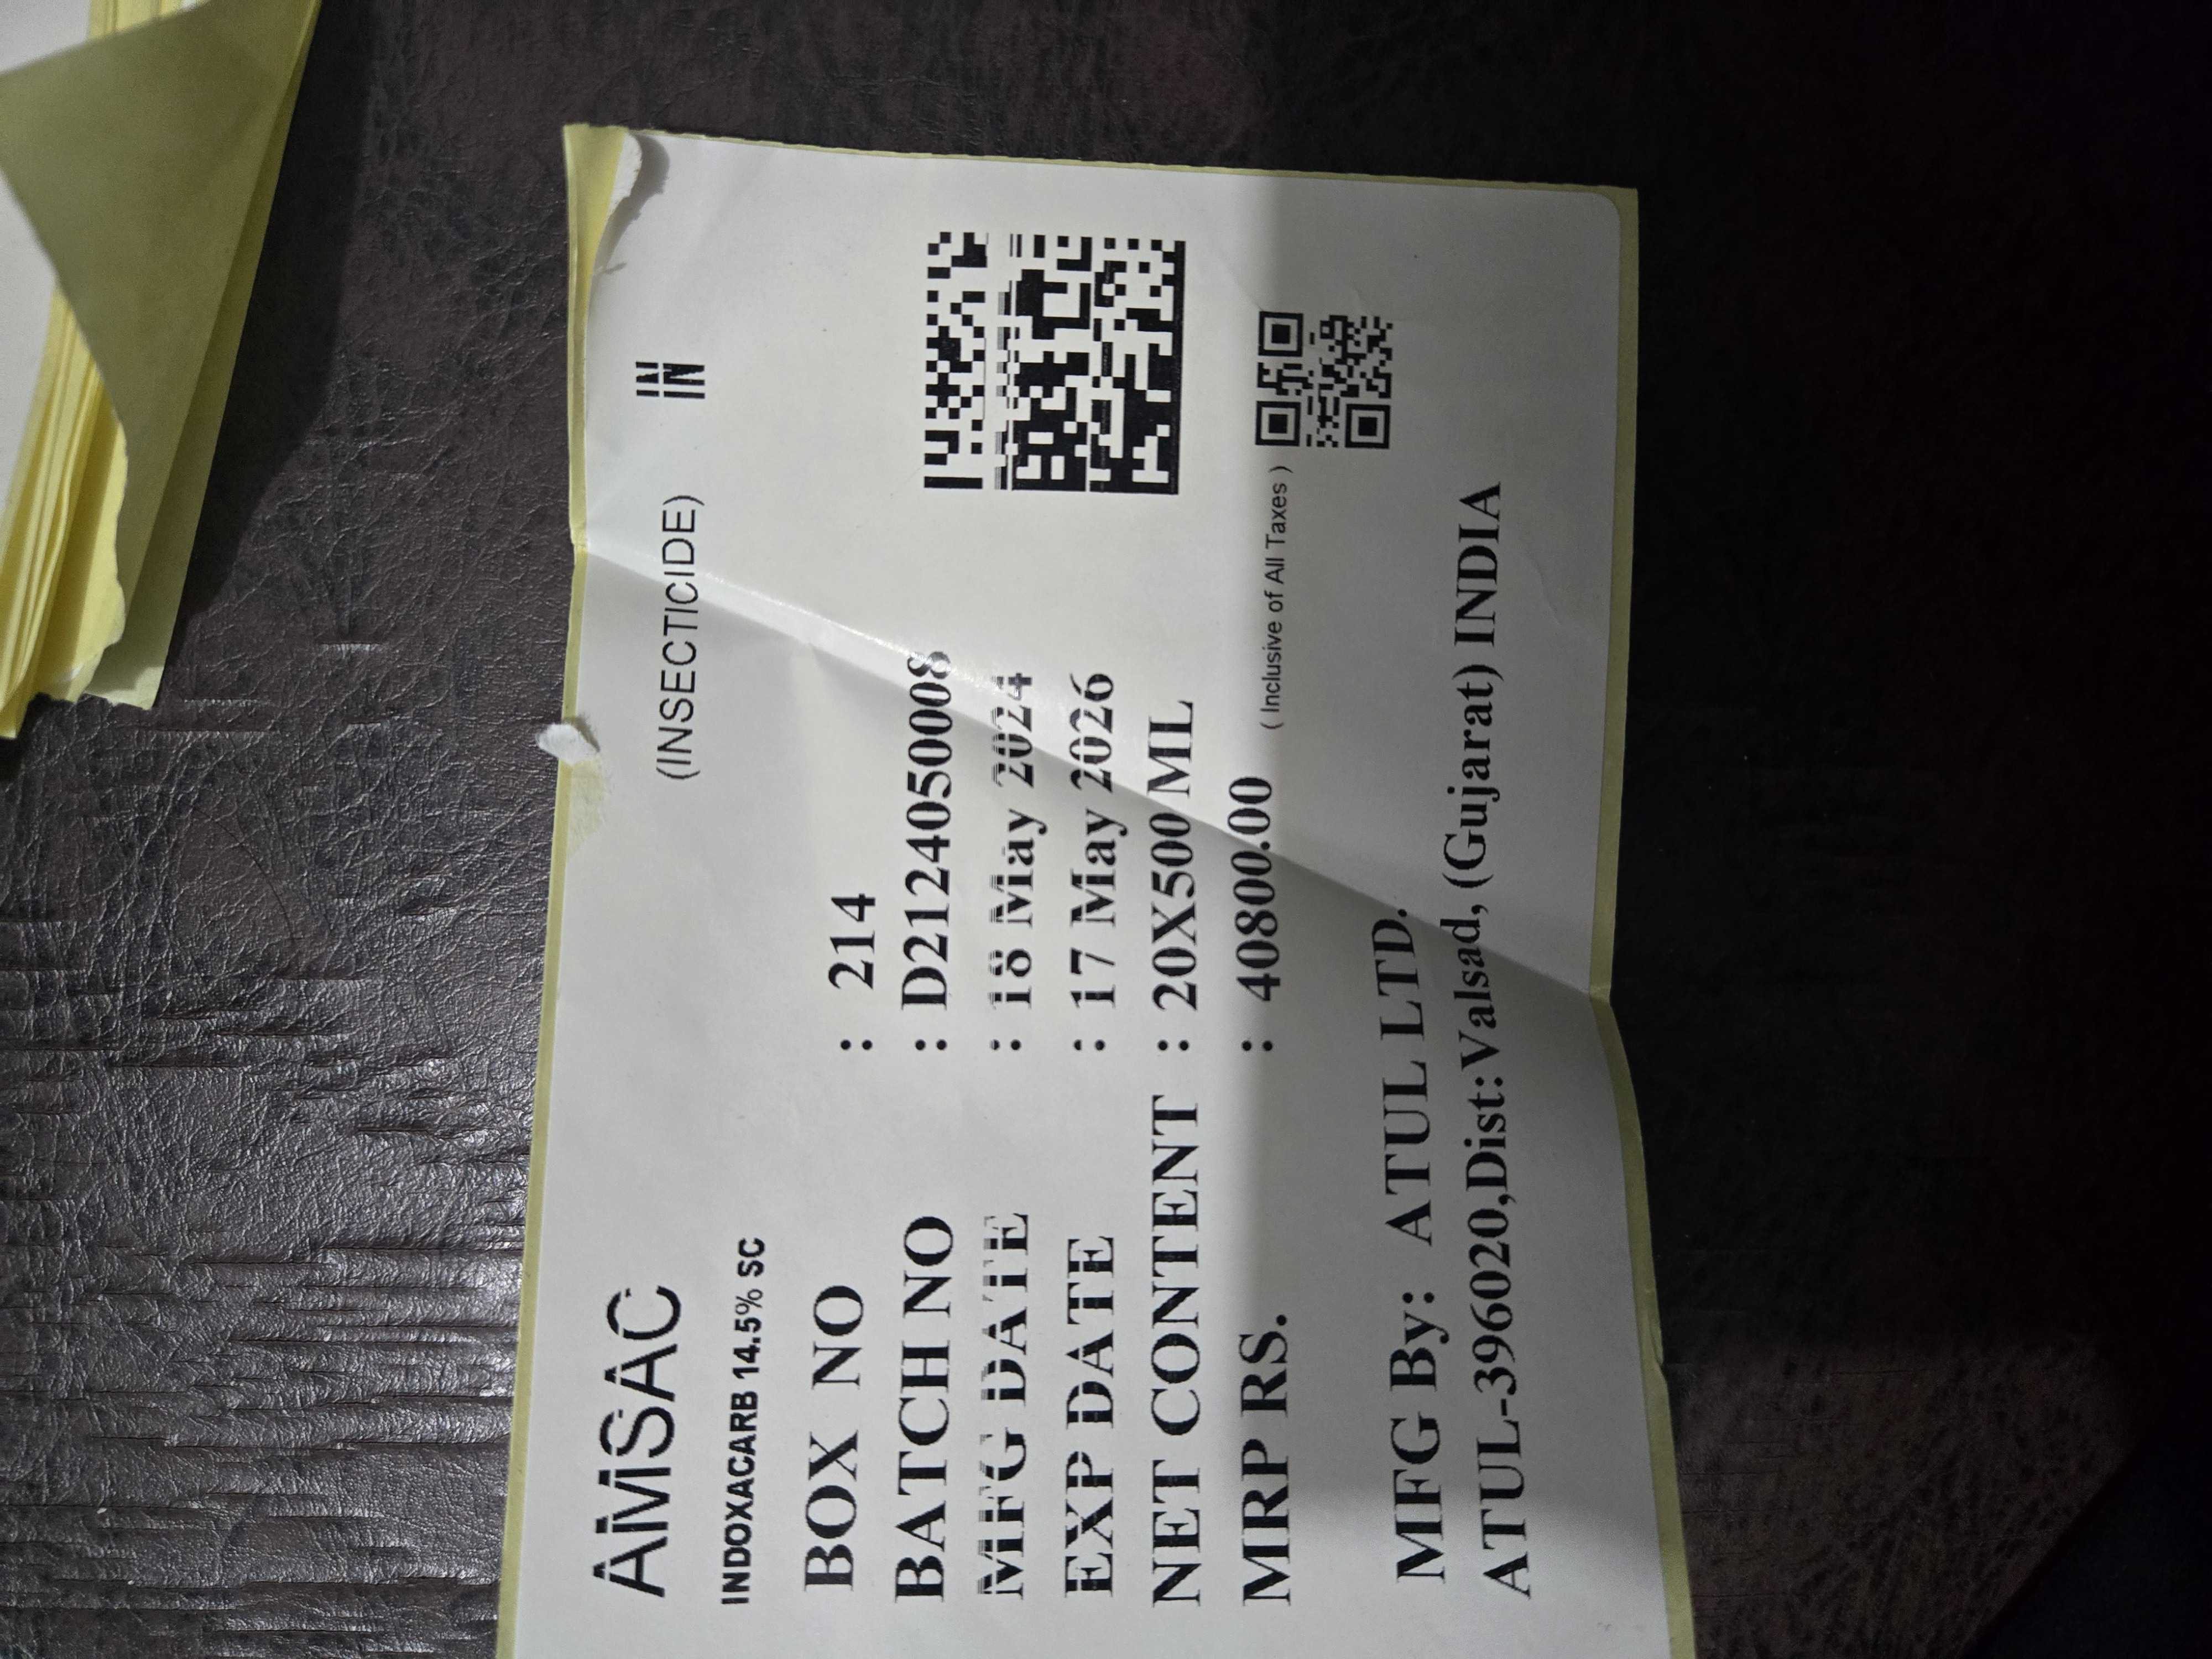 AMSAC (INSECTICIDE) IN
INDOXACARB 14.5% SC
BOX NO : 214
BATCH NO : D2124050008
MFG DATE : 18 May 2024
EXP DATE : 17 May 2026
NET CONTENT : 20X500 ML
MRP RS. : 40800.00 ( Inclusive of All Taxes )
MFG By: ATUL LTD.
ATUL-396020,Dist:Valsad, (Gujarat) INDIA